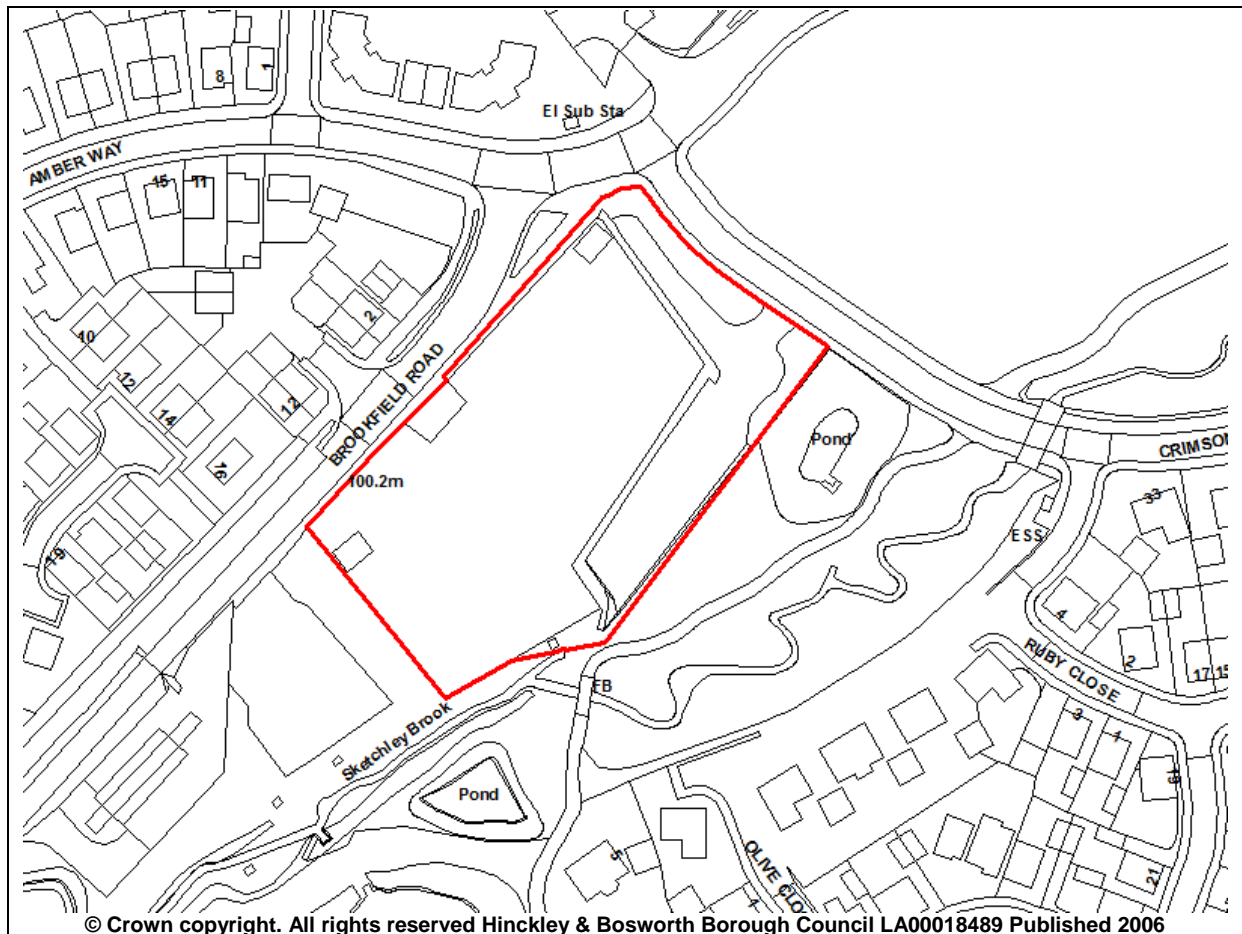 8
1
El Sub Sta
AMBER WAY
15
11
10
2
12
12
14
16
BROOKFIELD ROAD
100.2m
Pond
CRIMSON
33
ESS
4
2
17 15
19
RUBY CLOSE
FB
3
1
19
Sketchley Brook
Pond
5
1
OLIVE CLO
21
© Crown copyright. All rights reserved Hinckley & Bosworth Borough Council LA00018489 Published 2006